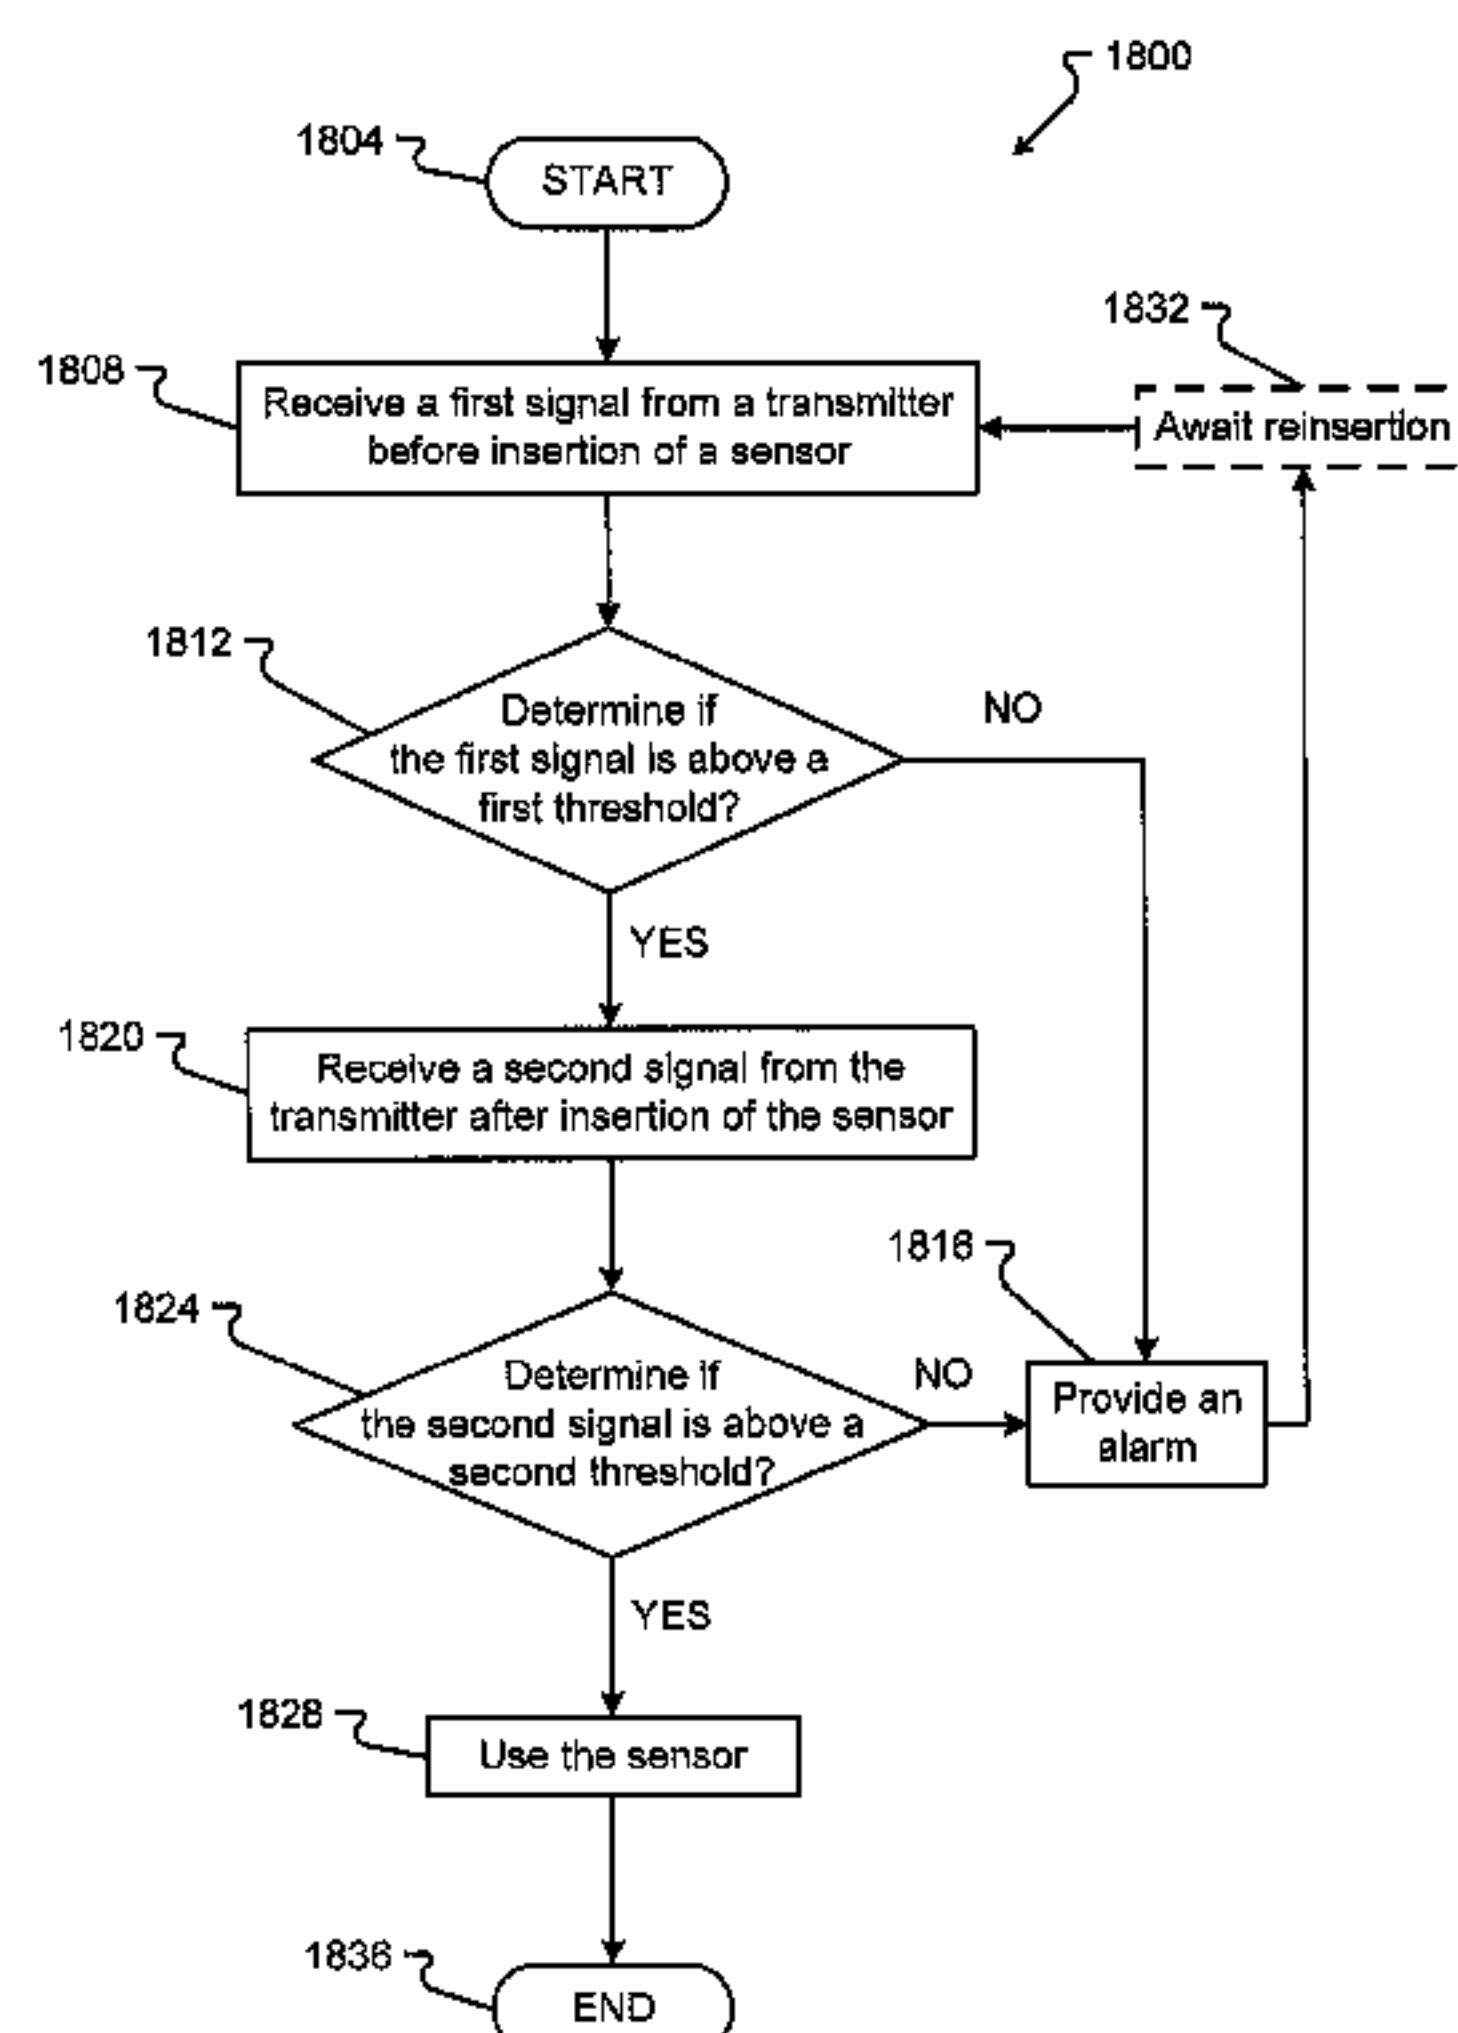 1800
1804
START
1832
1808
Receive a first signal from a transmitter
before insertion of a sensor
Await reinsertion
1812
Determine if
the first signal is above a
first threshold?
NO
YES
1820
Receive a second signal from the
transmitter after insertion of the sensor
1816
1824
Determine if
the second signal is above a
second threshold?
NO
Provide an
alarm
YES
1828
Use the sensor
1836
END